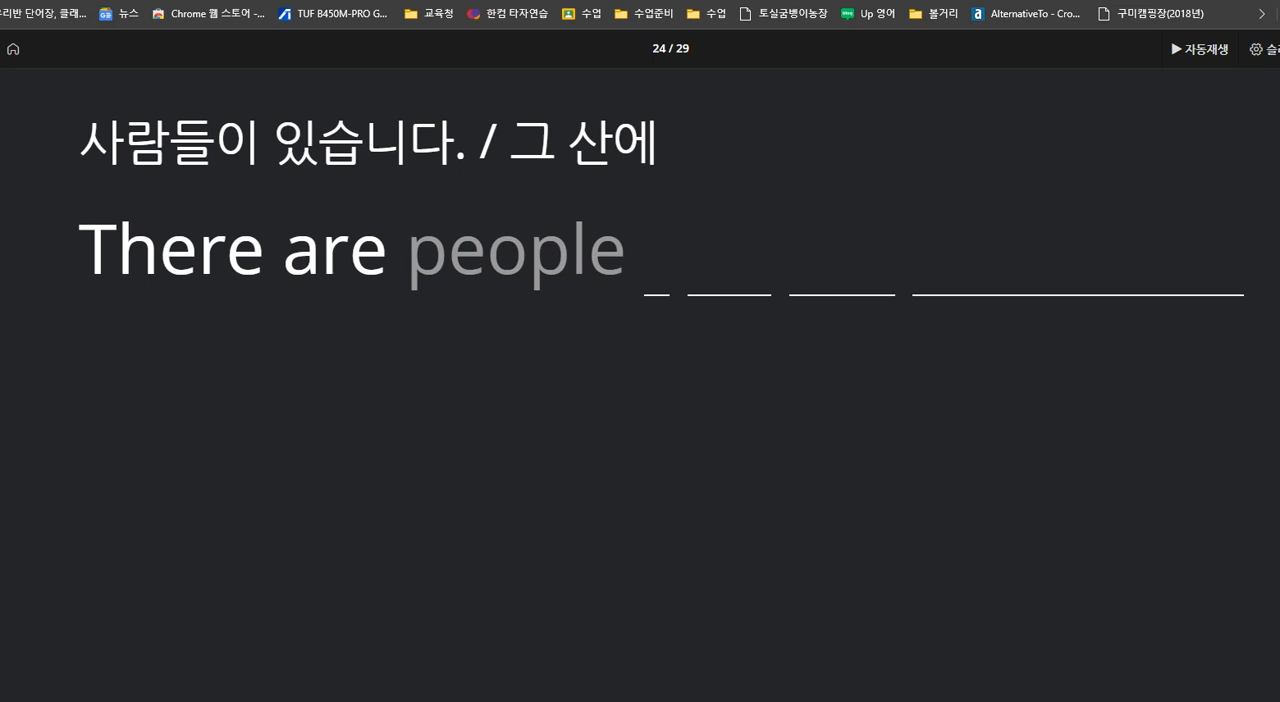 우리반 단어장, 클래... 뉴스 Chrome 웹 스토어 -... TUF B450M-PRO G... 교육청 한컴 타자연습 수업 수업준비 수업 토실굼벵이농장 Up 영어 볼거리 AlternativeTo - Cro... 구미캠핑장(2018년)
24 / 29 자동재생
사람들이 있습니다. / 그 산에
There are people